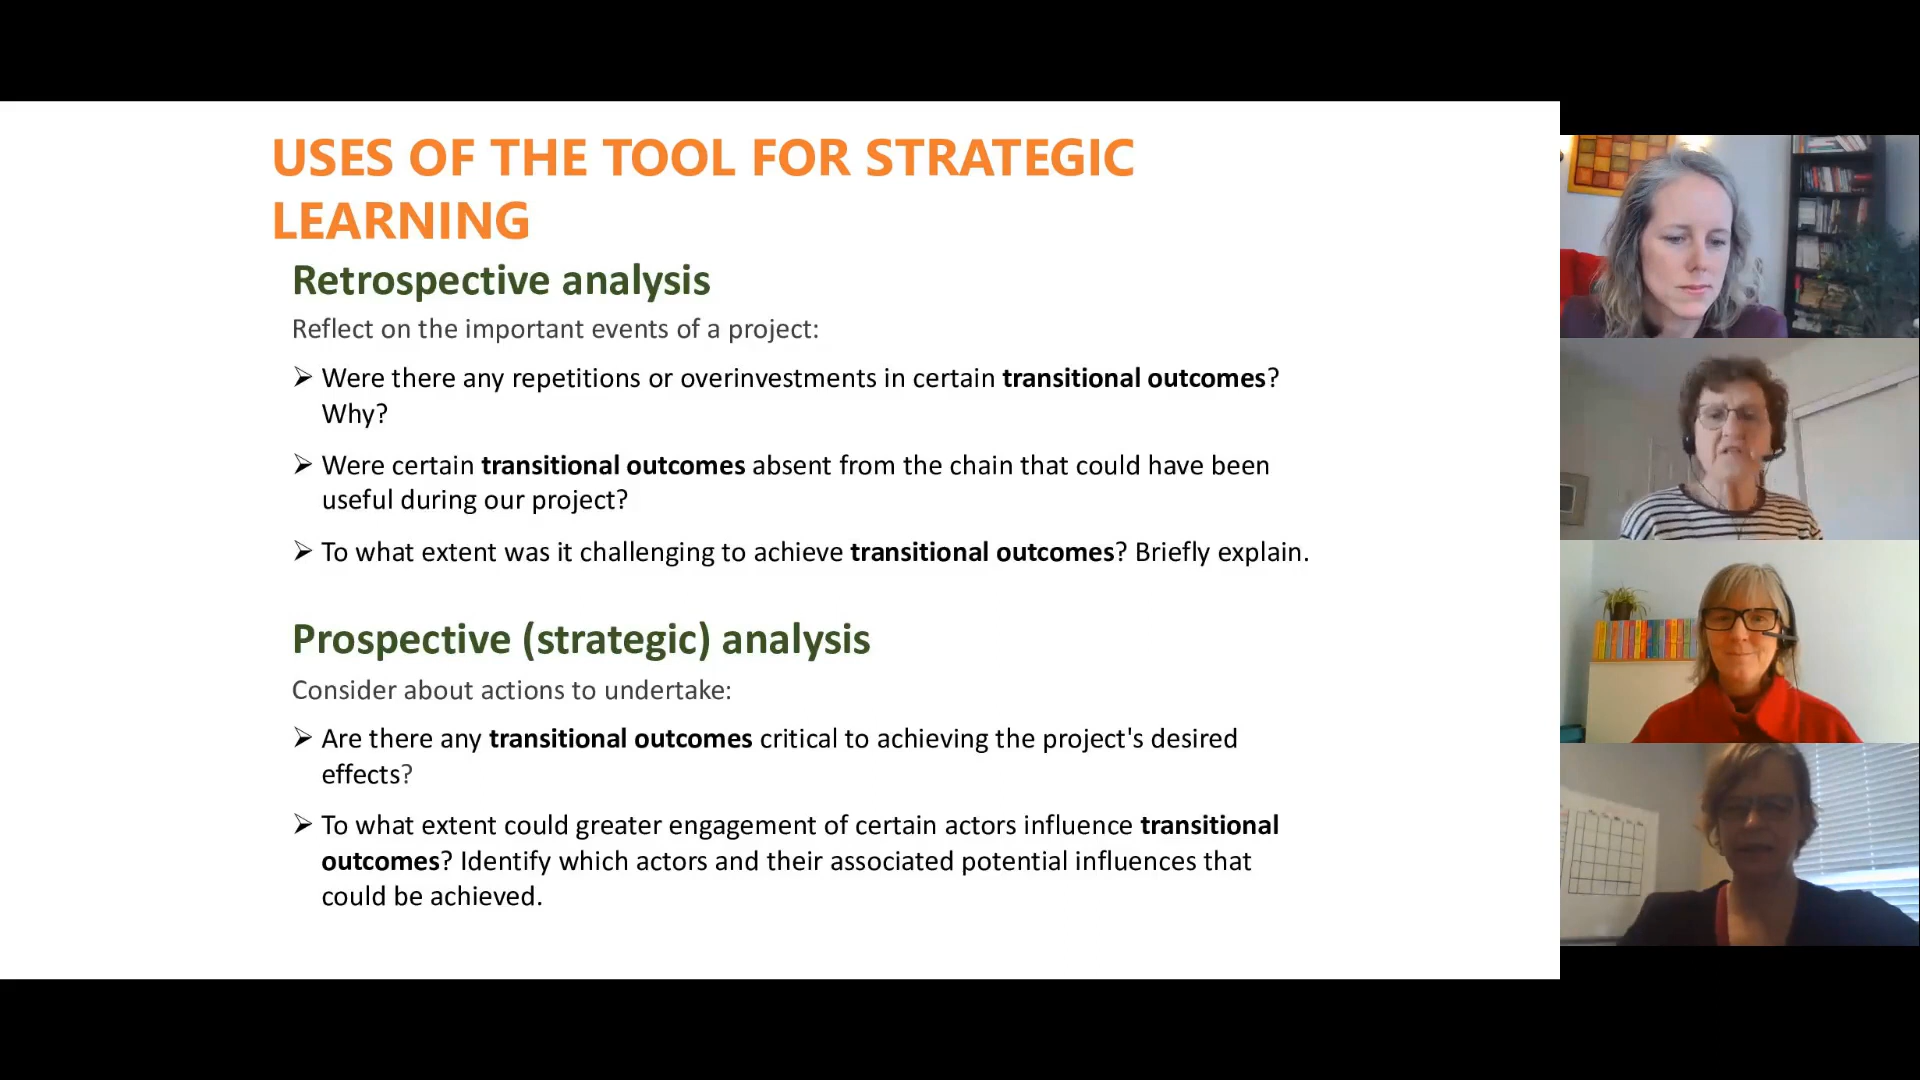 USES OF THE TOOL FOR STRATEGIC
LEARNING
Retrospective analysis
Reflect on the important events of a project:
➢ Were there any repetitions or overinvestments in certain transitional outcomes?
Why?
➢ Were certain transitional outcomes absent from the chain that could have been
useful during our project?
➢ To what extent was it challenging to achieve transitional outcomes? Briefly explain.
Prospective (strategic) analysis
Consider about actions to undertake:
➢ Are there any transitional outcomes critical to achieving the project's desired
effects?
➢ To what extent could greater engagement of certain actors influence transitional
outcomes? Identify which actors and their associated potential influences that
could be achieved.